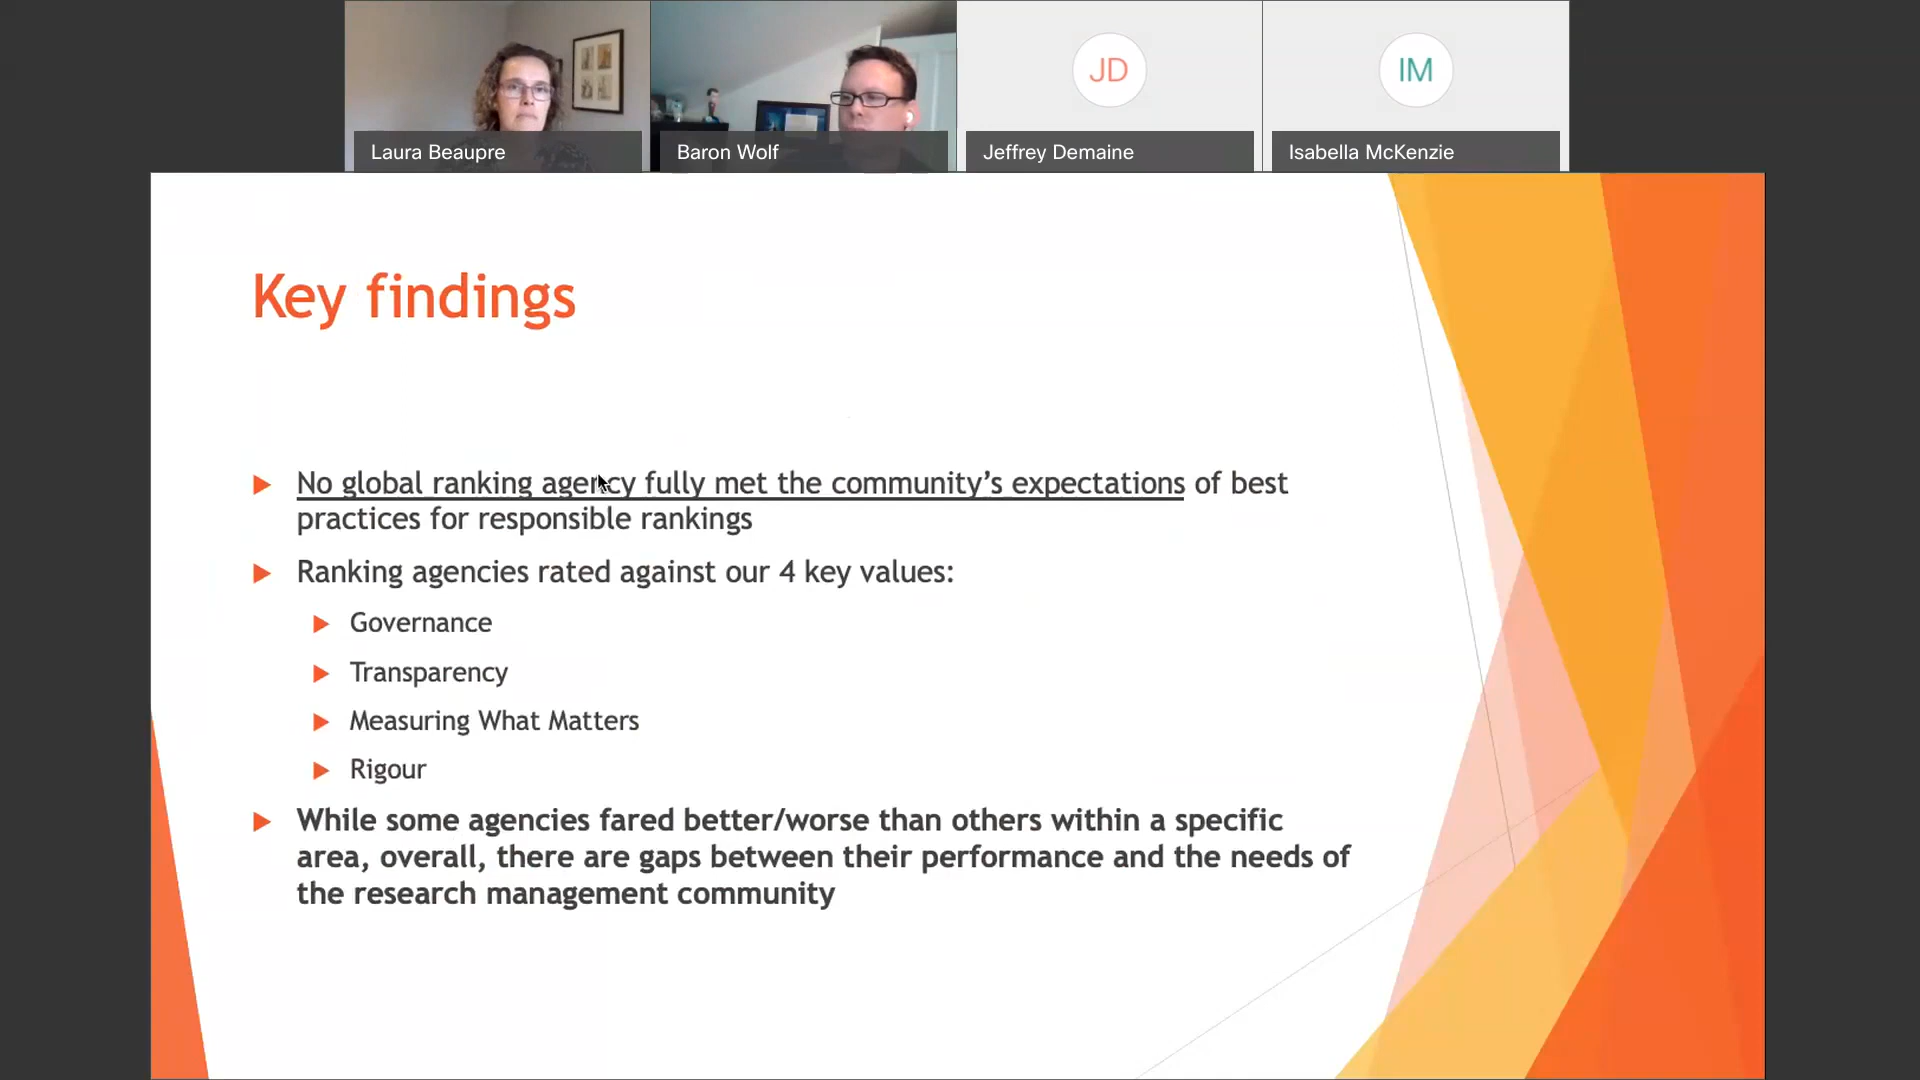 Laura Beaupre
Baron Wolf
JD
Jeffrey Demaine
IM
Isabella McKenzie
Key findings
No global ranking agency fully met the community’s expectations of best
practices for responsible rankings
Ranking agencies rated against our 4 key values:
Governance
Transparency
Measuring What Matters
Rigour
While some agencies fared better/worse than others within a specific
area, overall, there are gaps between their performance and the needs of
the research management community